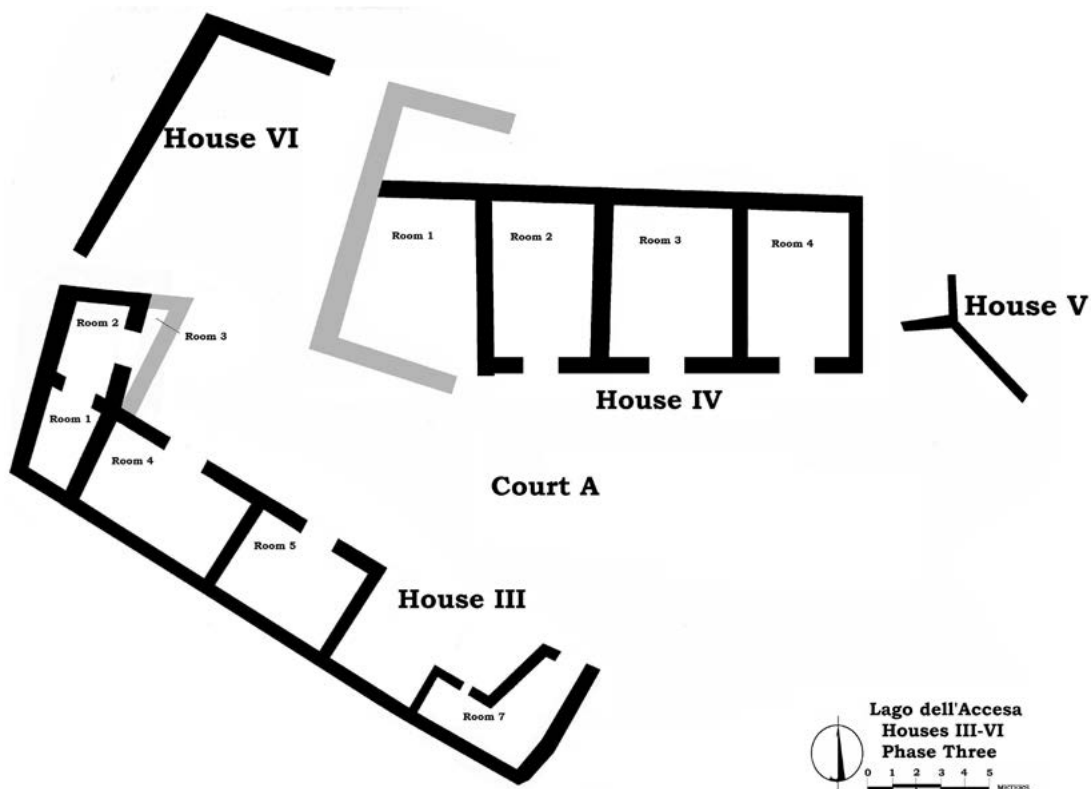 House VI
Room 1
Room 2
Room 3
Room 4
House V
Room 2
Room 3
Room 1
Room 4
House IV
Court A
Room 5
House III
Room 7
Lago dell'Accesa
Houses III-VI
Phase Three
0 1 2 3 4 5
METERS